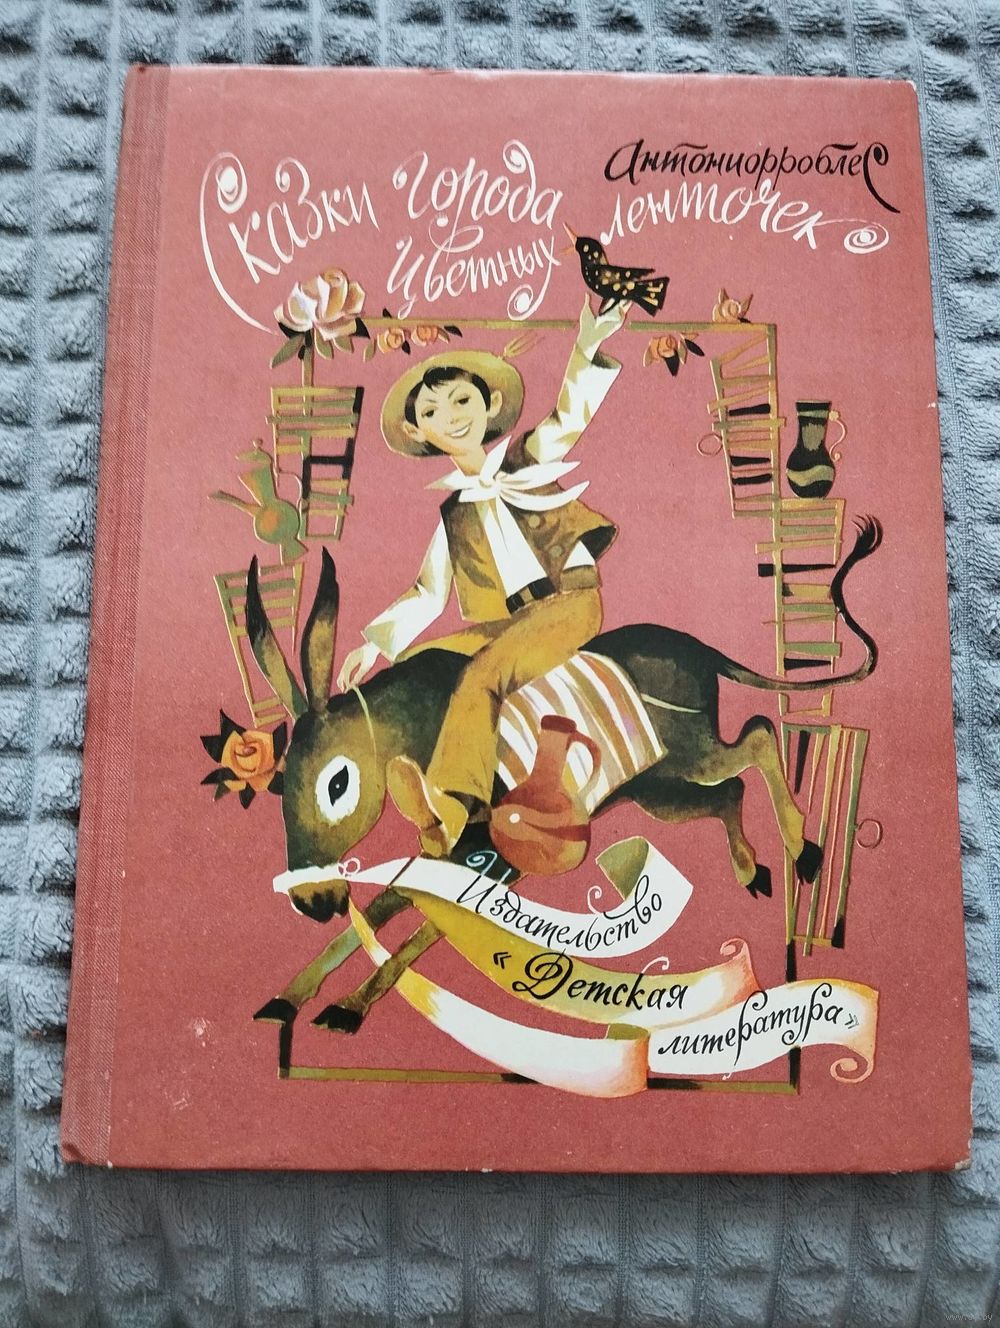 Антониорроблес
Сказки города
цветных ленточек
Издательство
«Детская
литература»